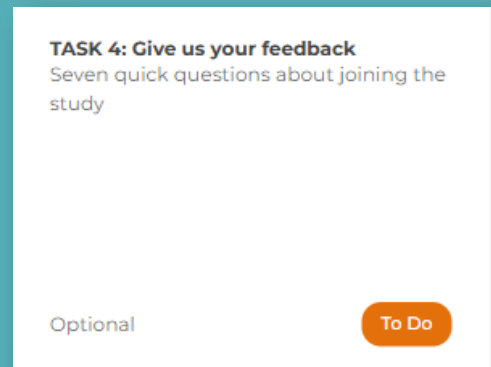 TASK 4: Give us your feedback
Seven quick questions about joining the
study
Optional
To Do